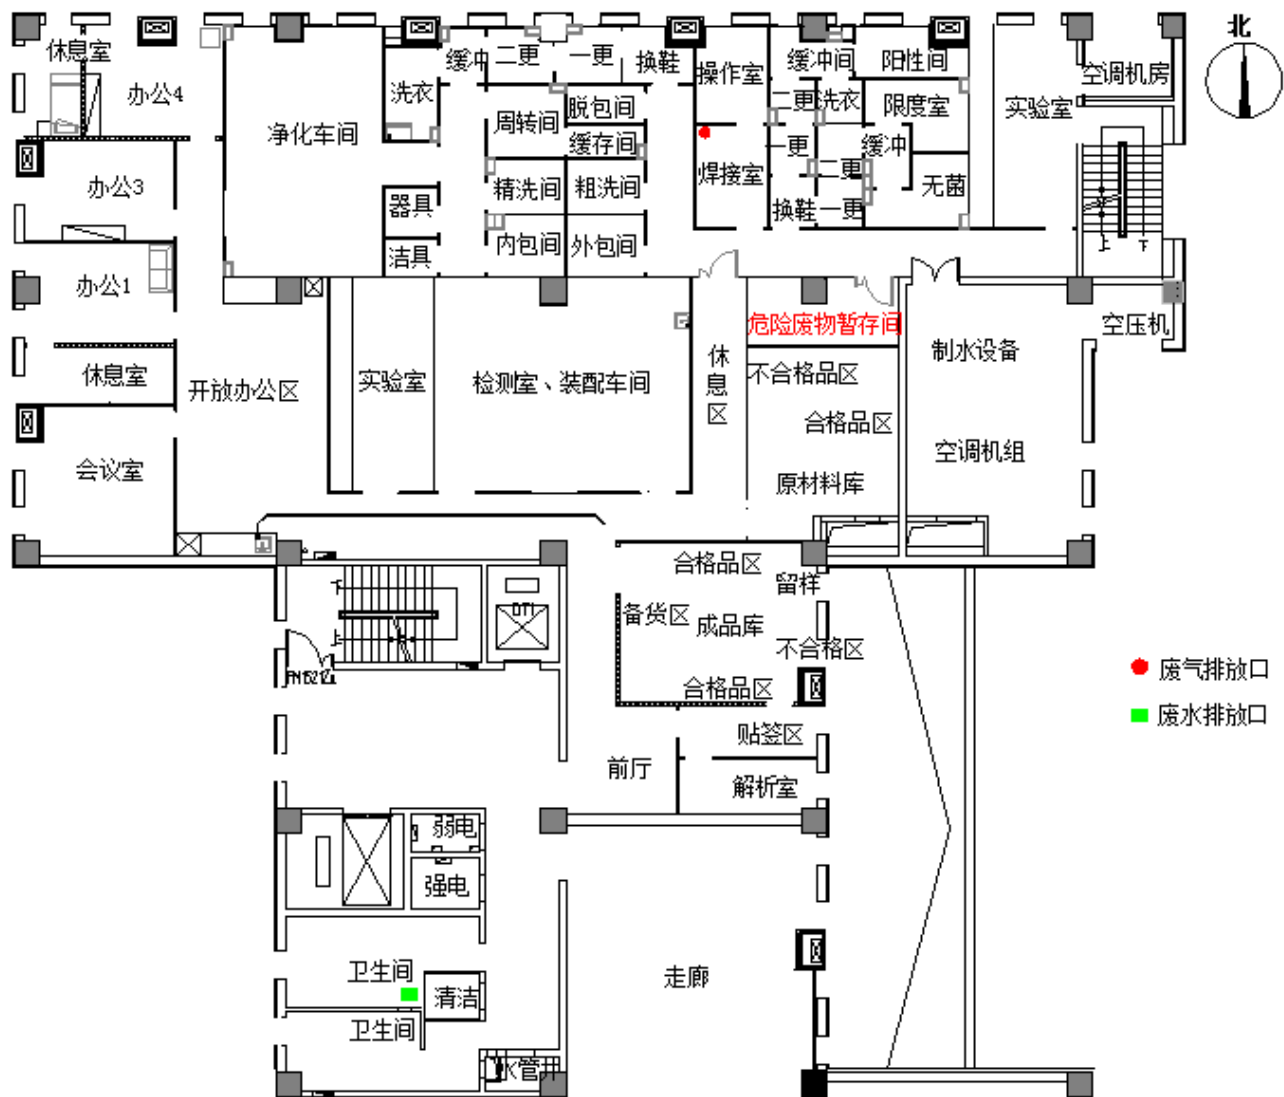 北
休息室
办公4
净化车间
洗衣
缓冲
二更
一更
换鞋
操作室
缓冲间
阳性间
空调机房
周转间
脱包间
二更
洗衣
限度室
实验室
缓存间
一更
缓冲
办公3
精洗间
粗洗间
焊接室
二更
无菌
器具
换鞋
一更
洁具
内包间
外包间
上
下
办公1
危险废物暂存间
空压机
制水设备
休息室
开放办公区
实验室
检测室、装配车间
休息区
不合格品区
合格品区
会议室
空调机组
原材料库
合格品区
留样
上
DT1
备货区
成品库
上
不合格区
合格品区
废气排放口
废水排放口
贴签区
前厅
解析室
弱电
强电
卫生间
清洁
走廊
卫生间
水管井